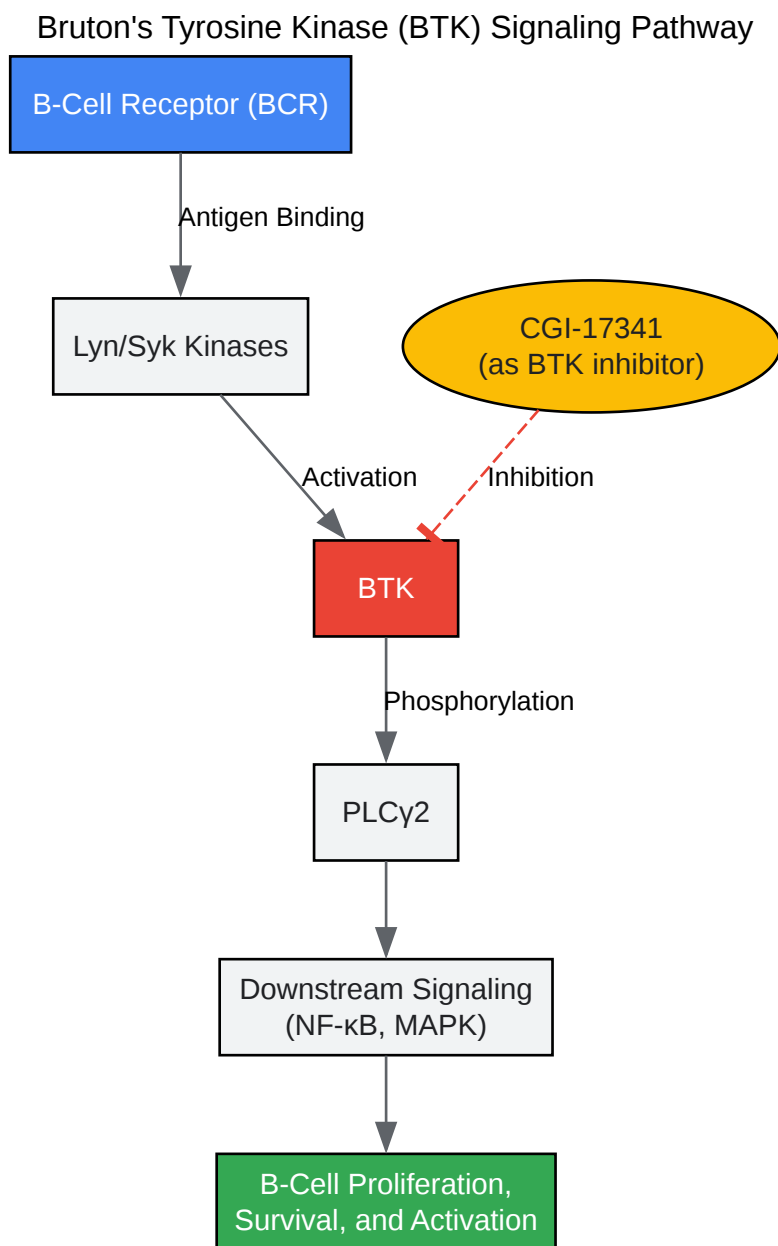 Bruton's Tyrosine Kinase (BTK) Signaling Pathway
B-Cell Receptor (BCR)
Antigen Binding
Lyn/Syk Kinases
CGI-17341
(as BTK inhibitor)
Activation
Inhibition
BTK
Phosphorylation
PLCγ2
Downstream Signaling
(NF-κB, MAPK)
B-Cell Proliferation,
Survival, and Activation